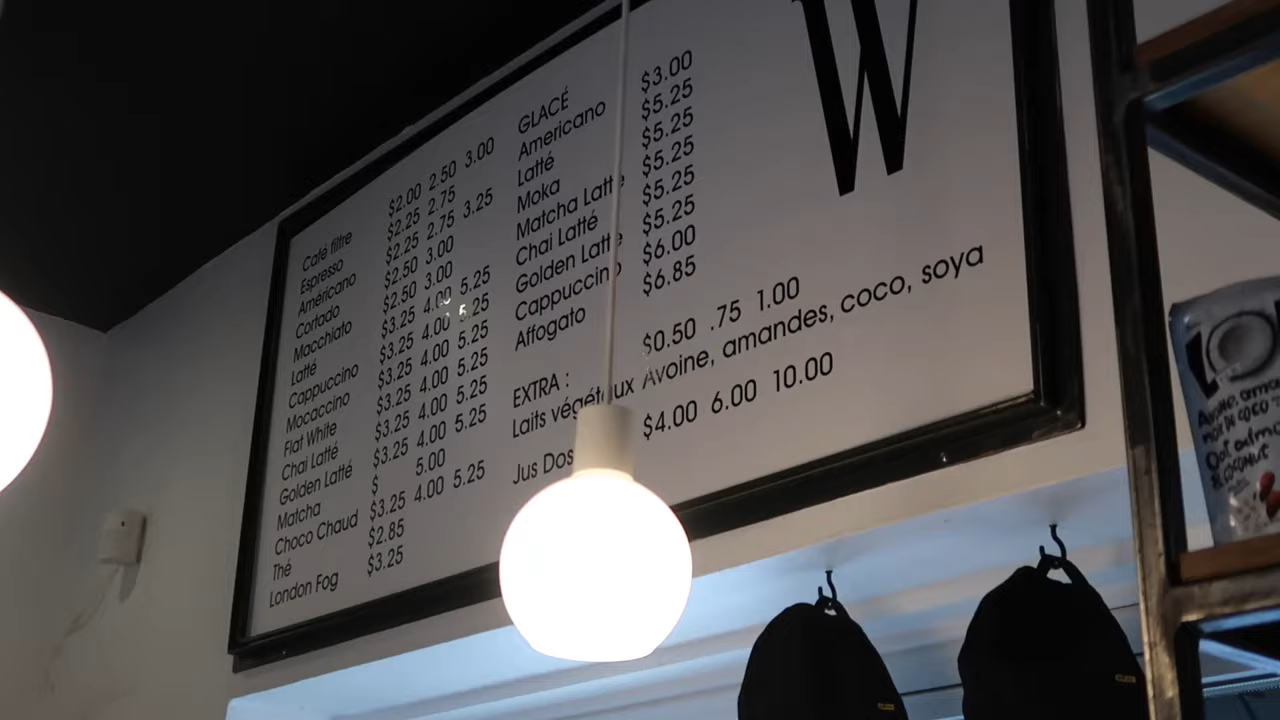 W
Café filtre $2.00 2.50 3.00
Espresso $2.25 2.75
Américano $2.25 2.75 3.25
Cortado $2.50 3.00
Macchiato $2.50 3.00
Latté $3.25 4.00 5.25
Cappuccino $3.25 4.00 5.25
Mocaccino $3.25 4.00 5.25
Flat White $3.25 4.00 5.25
Chai Latté $3.25 4.00 5.25
Golden Latté $3.25 4.00 5.25
Matcha $ 5.00
Choco Chaud $3.25 4.00 5.25
Thé $2.85
London Fog $3.25
GLACÉ
Americano $3.00
Latté $5.25
Moka $5.25
Matcha Latté $5.25
Chai Latté $5.25
Golden Latté $5.25
Cappuccino $6.00
Affogato $6.85
EXTRA : $0.50 .75 1.00
Laits végétaux Avoine, amandes, coco, soya
Jus Dos $4.00 6.00 10.00